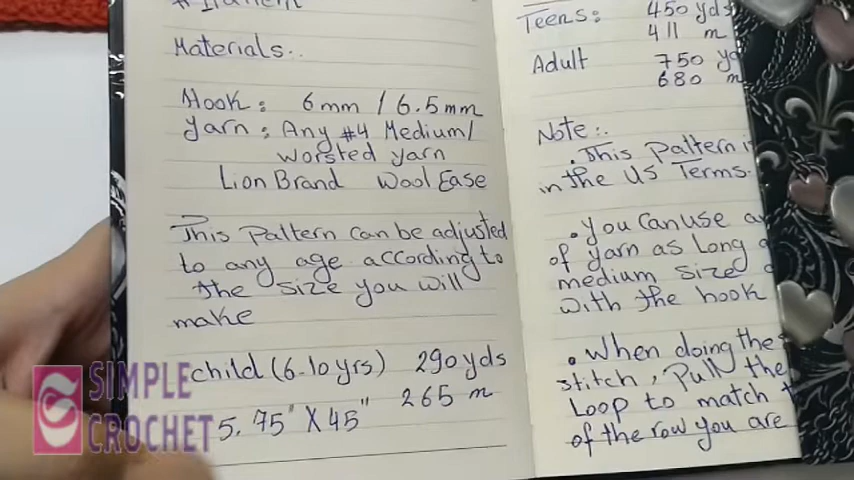 Materials..
Hook : 6mm / 6.5mm
yarn : Any #4 Medium/
worsted yarn
Lion Brand Wool Ease
This Pattern can be adjusted
to any age according to
the size you will
make
child (6-10yrs) 290 yds
5.75" X 45" 265 m
Teens : 450 yds
411 m
Adult 750
680 m
Note :.
. This Pattern
in the US Terms.
. you can use
of yarn as Long
medium size
with the hook
. when doing the
stitch, Pull the
Loop to match
of the row you are
SIMPLE
CROCHET